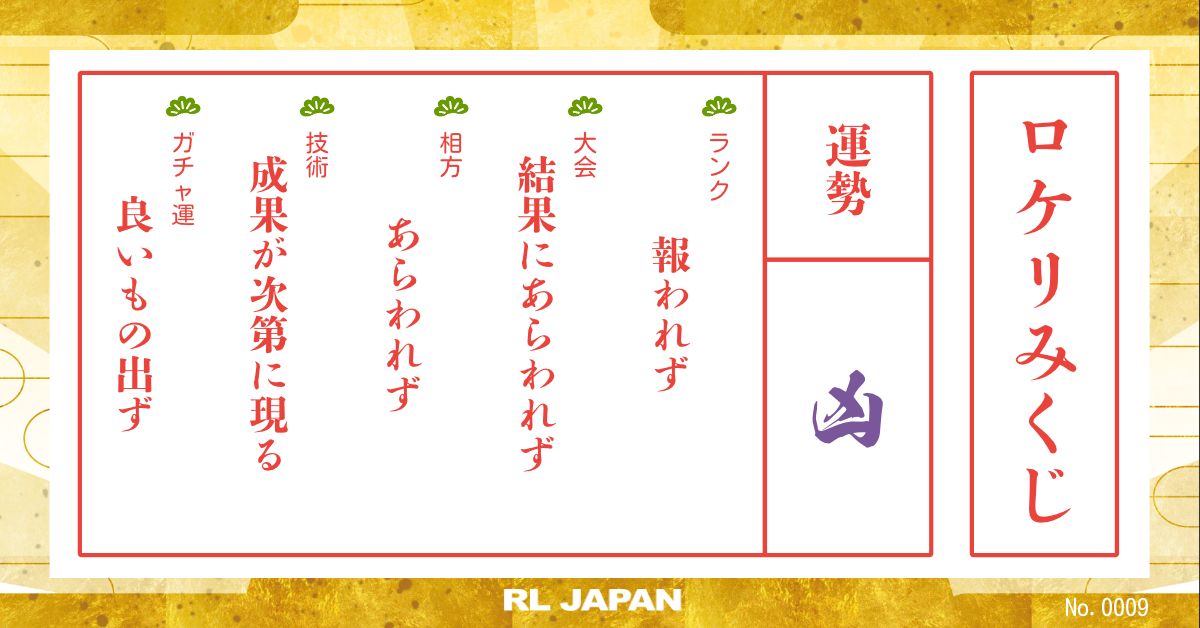 ロケリみくじ
運勢
凶
ランク
報われず
大会
結果にあらわれず
相方
あらわれず
技術
成果が次第に現る
ガチャ運
良いもの出ず
RL JAPAN
No. 0009